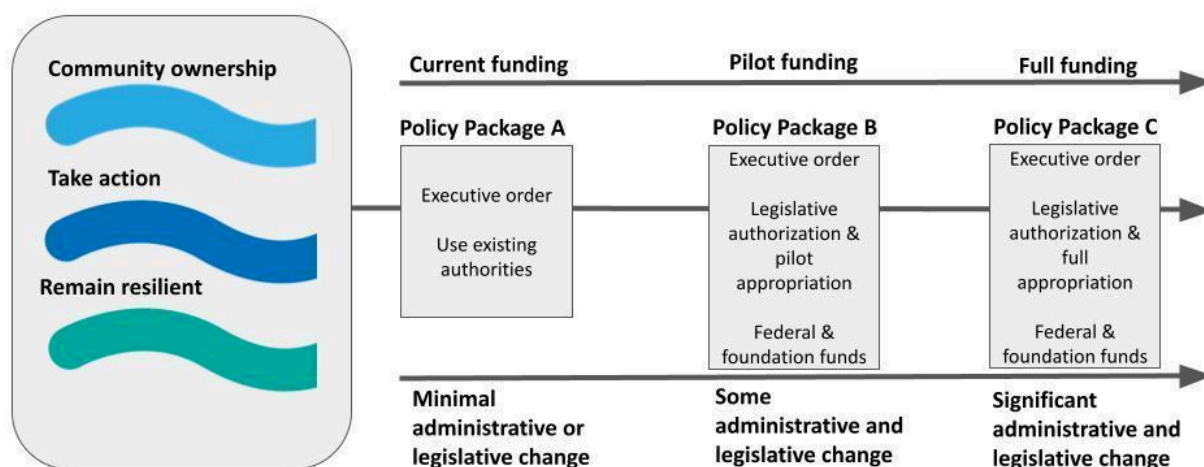 Community ownership
Take action
Remain resilient
Current funding
Pilot funding
Full funding
Policy Package A
Executive order
Use existing
authorities
Policy Package B
Executive order
Legislative
authorization &
pilot
appropriation
Federal &
foundation funds
Policy Package C
Executive order
Legislative
authorization &
full
appropriation
Federal &
foundation funds
Minimal
administrative or
legislative change
Some
administrative and
legislative change
Significant
administrative and
legislative change